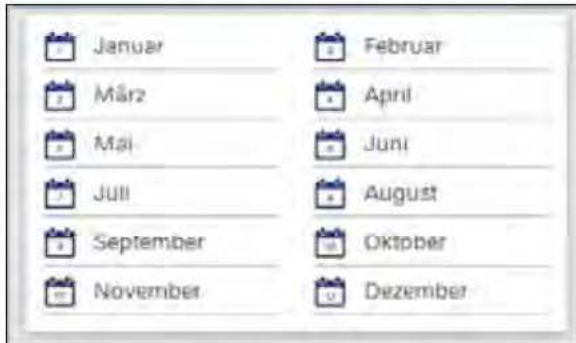 Januar Februar
März April
Mai Juni
Juli August
September Oktober
November Dezember